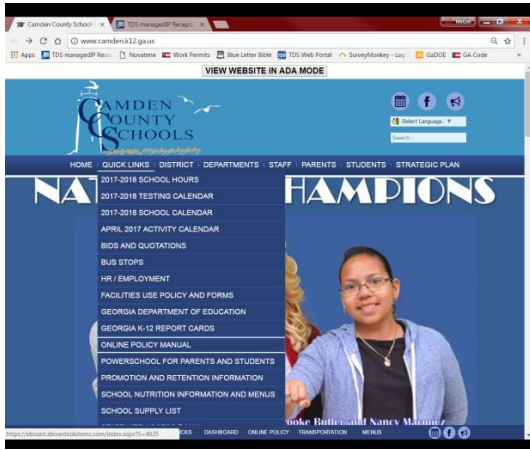 Camden County School
TDS managedIP Recepti
www.camden.k12.ga.us
Apps TDS managedIP Rece Novatime Work Permits Blue Letter Bible TDS Web Portal SurveyMonkey - Log GaDOE GA Code
VIEW WEBSITE IN ADA MODE
CAMDEN
COUNTY
SCHOOLS
Select Language ▼
Search...
HOME QUICK LINKS DISTRICT DEPARTMENTS STAFF PARENTS STUDENTS STRATEGIC PLAN
NAT HAMPIONS
2017-2018 SCHOOL HOURS
2017-2018 TESTING CALENDAR
2017-2018 SCHOOL CALENDAR
APRIL 2017 ACTIVITY CALENDAR
BIDS AND QUOTATIONS
BUS STOPS
HR / EMPLOYMENT
FACILITIES USE POLICY AND FORMS
GEORGIA DEPARTMENT OF EDUCATION
GEORGIA K-12 REPORT CARDS
ONLINE POLICY MANUAL
POWERSCHOOL FOR PARENTS AND STUDENTS
PROMOTION AND RETENTION INFORMATION
SCHOOL NUTRITION INFORMATION AND MENUS
SCHOOL SUPPLY LIST
ooke Butler and Nancy Marquez
https://eboard.eboardsolutions.com/index.aspx?S=4025
DASHBOARD ONLINE POLICY TRANSPORTATION MENUS